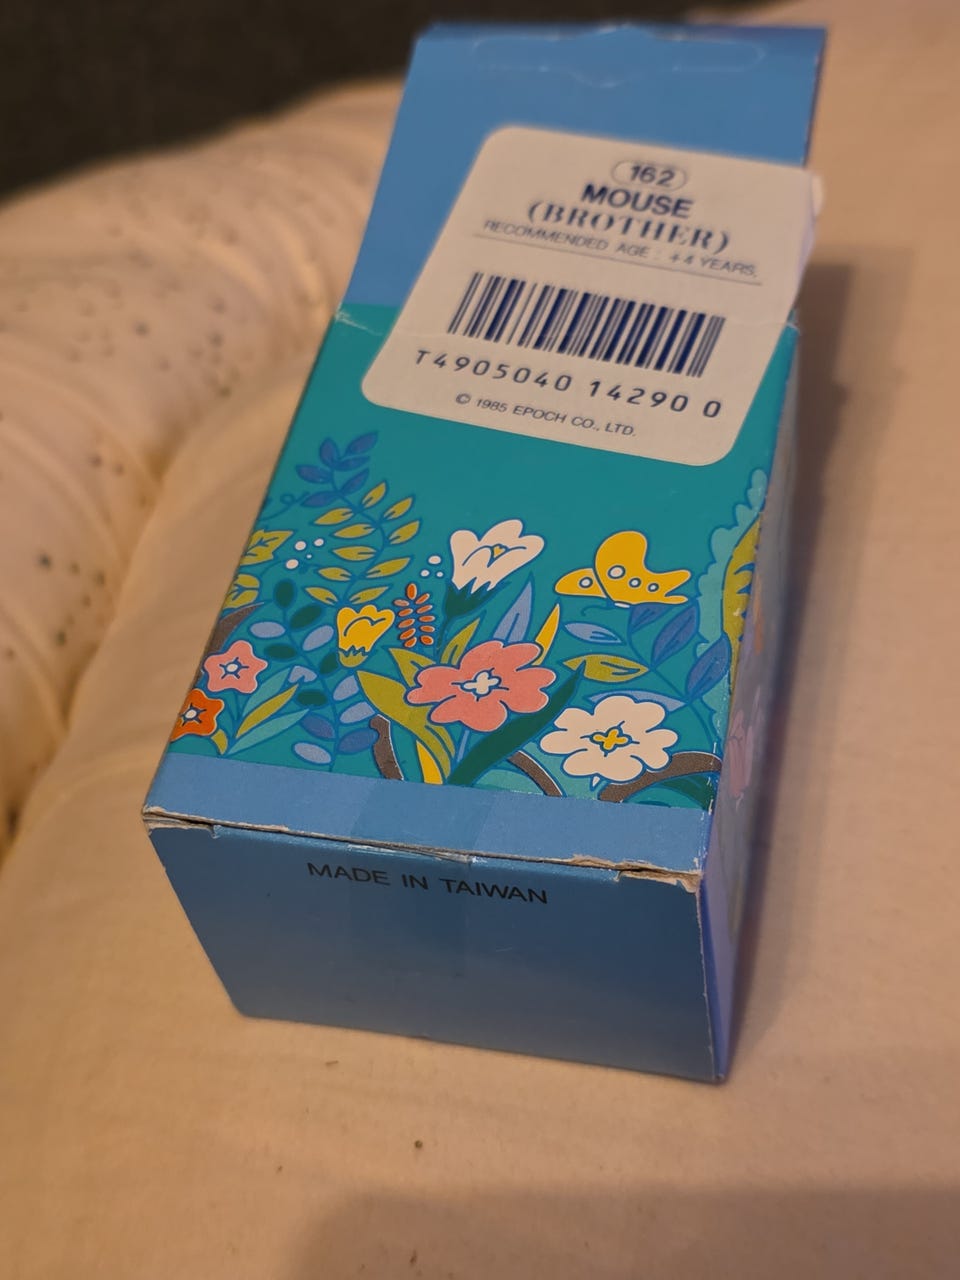 162
MOUSE
(BROTHER)
RECOMMENDED AGE : +4 YEARS.
T4905040 14290 0
© 1985 EPOCH CO., LTD.
MADE IN TAIWAN